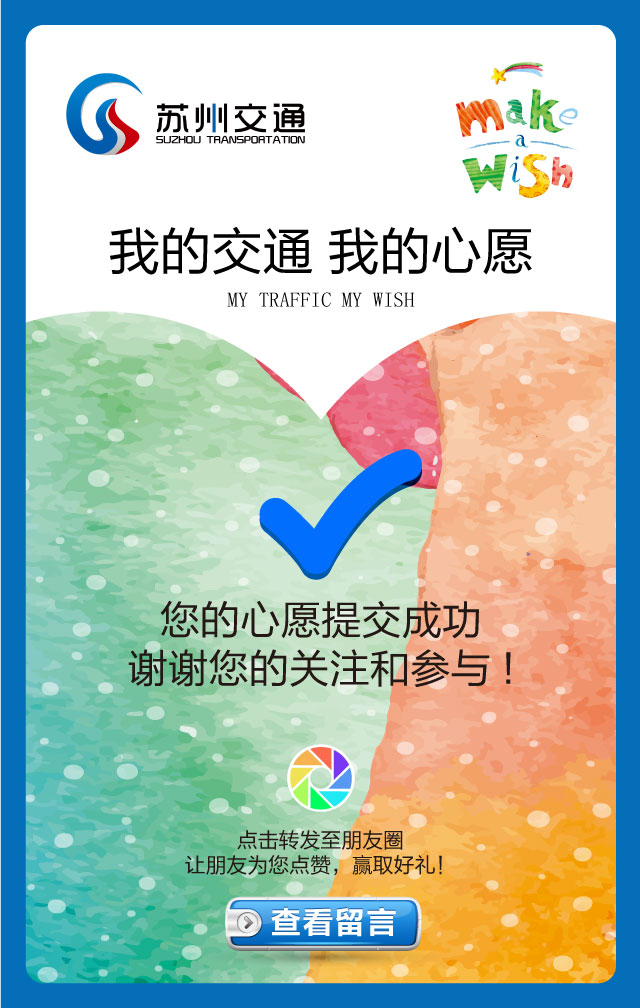 苏州交通
SUZHOU TRANSPORTATION
make
a
wish
我的交通 我的心愿
MY TRAFFIC MY WISH
您的心愿提交成功
谢谢您的关注和参与！
点击转发至朋友圈
让朋友为您点赞，赢取好礼！
查看留言